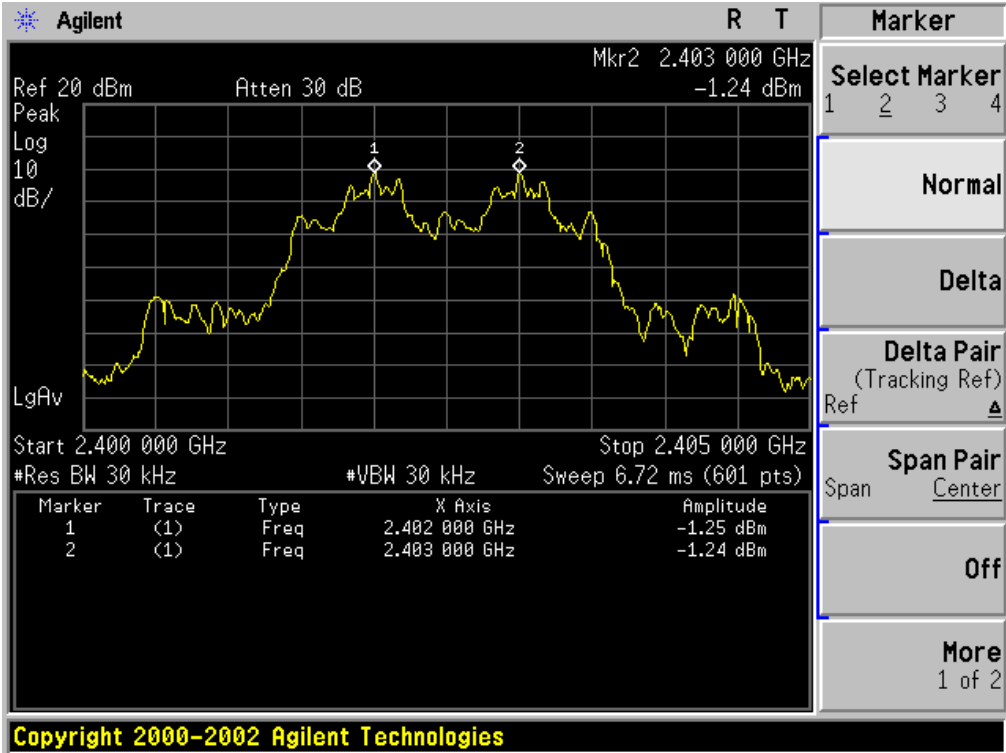 Agilent R T
Mkr2 2.403 000 GHz
Ref 20 dBm Atten 30 dB -1.24 dBm
Peak
Log
10
dB/
1 2
LgAv
Start 2.400 000 GHz Stop 2.405 000 GHz
#Res BW 30 kHz #VBW 30 kHz Sweep 6.72 ms (601 pts)
Marker Trace Type X Axis Amplitude
1 (1) Freq 2.402 000 GHz -1.25 dBm
2 (1) Freq 2.403 000 GHz -1.24 dBm
Marker
Select Marker
1 2 3 4
Normal
Delta
Delta Pair
(Tracking Ref)
Ref Δ
Span Pair
Span Center
Off
More
1 of 2
Copyright 2000-2002 Agilent Technologies